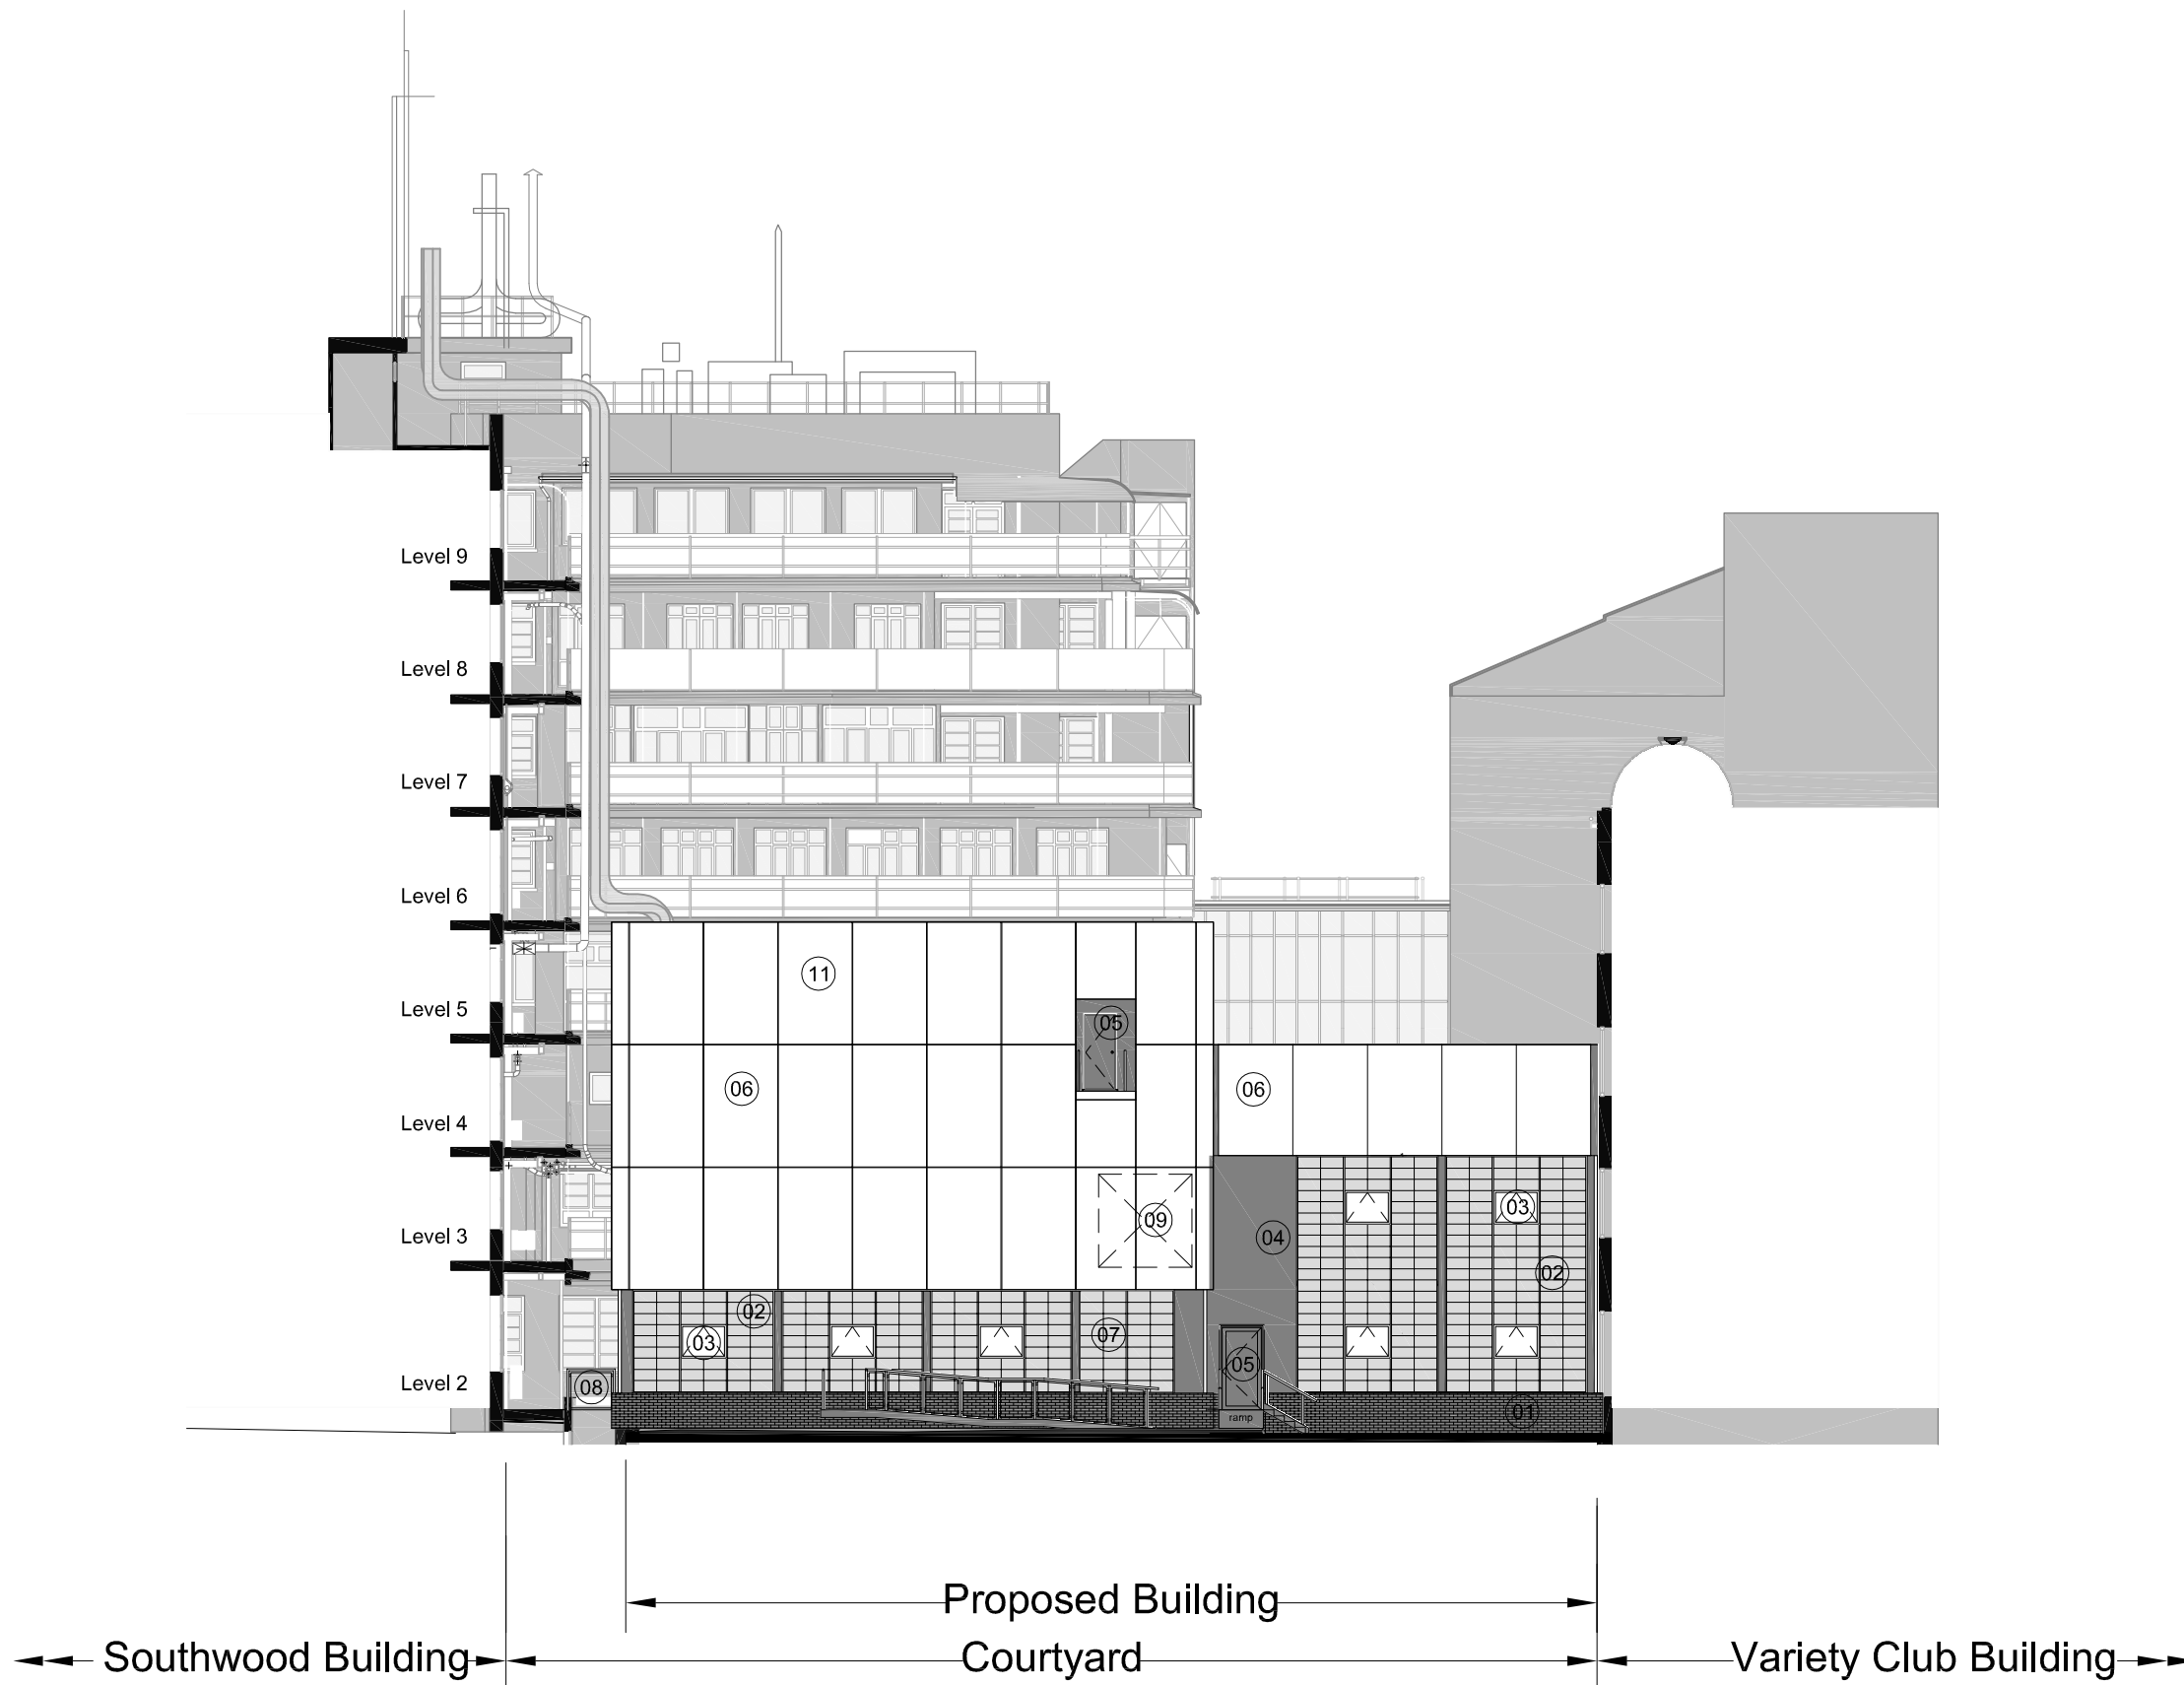 Level 9
Level 8
Level 7
Level 6
11
Level 5
05
06
06
Level 4
03
09
04
Level 3
02
02
03
07
05
Level 2
08
01
ramp
Proposed Building
Southwood Building
Courtyard
Variety Club Building